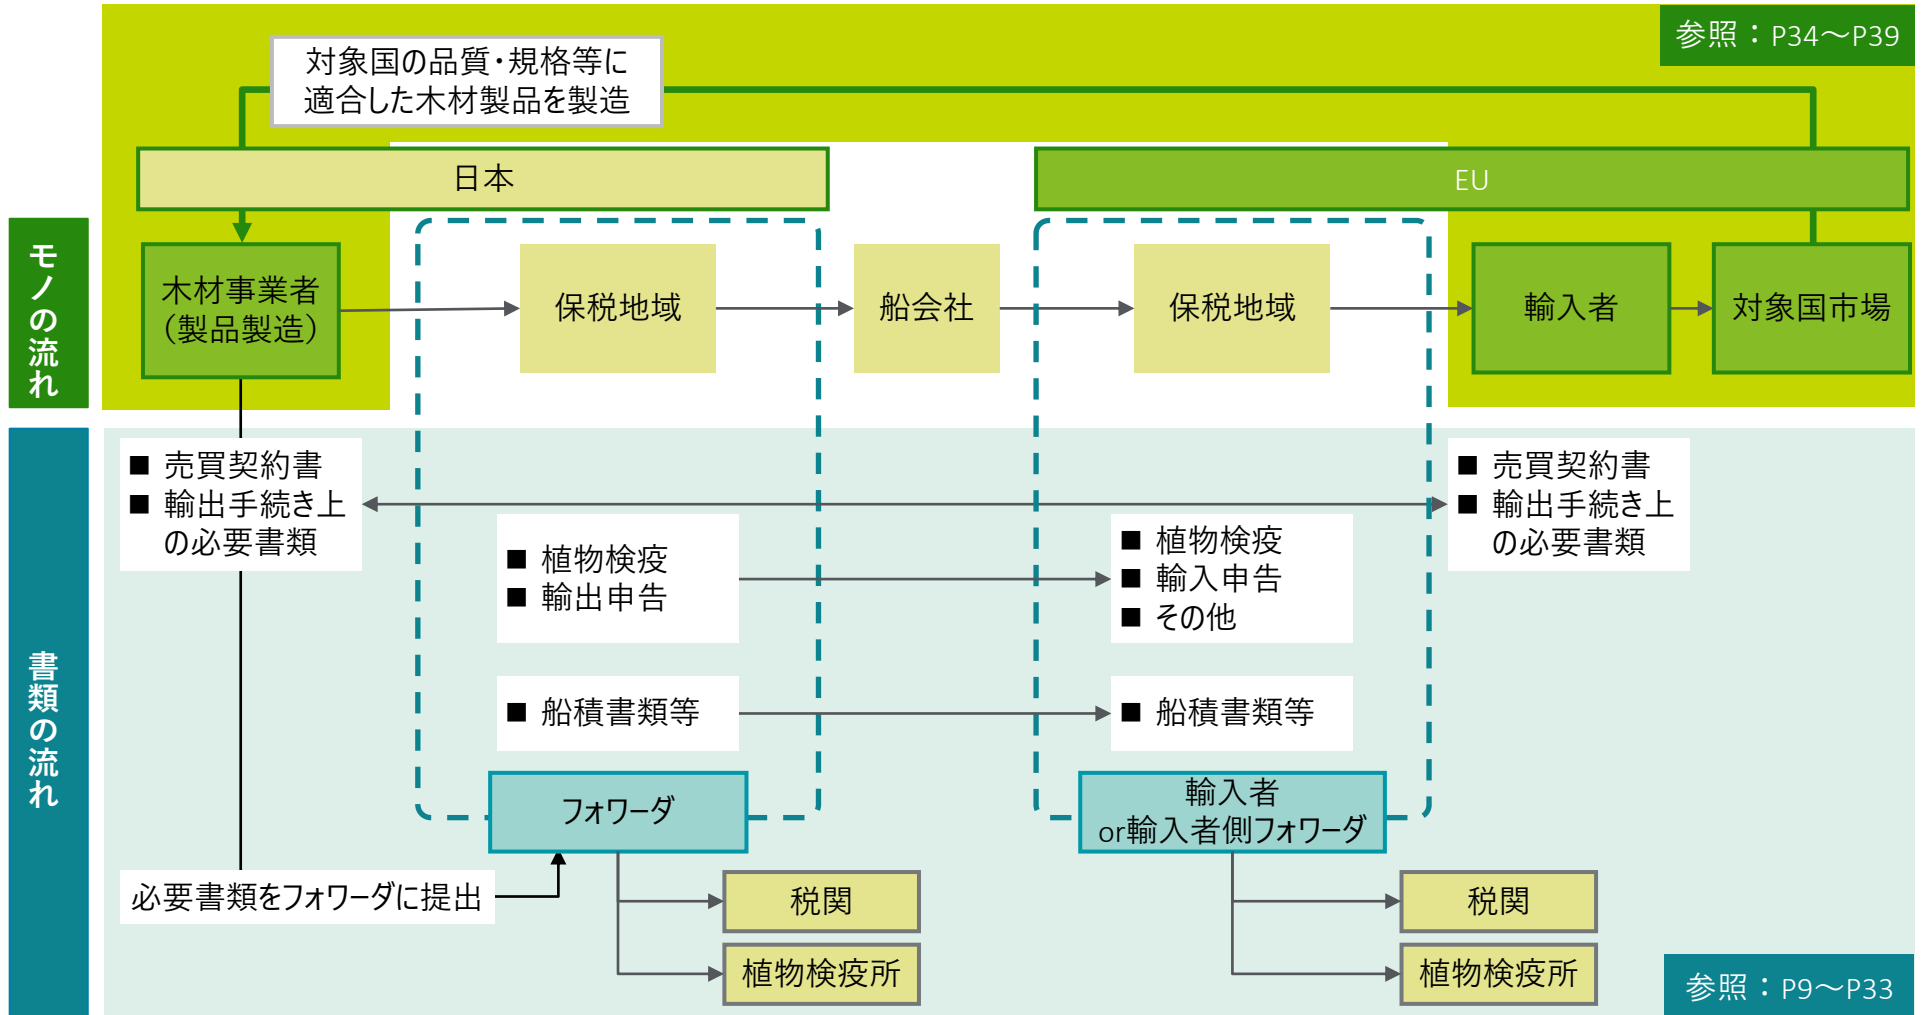 参照：P34～P39
対象国の品質・規格等に
適合した木材製品を製造
日本
EU
モノの流れ
木材事業者
（製品製造）
保税地域
船会社
保税地域
輸入者
対象国市場
書類の流れ
■ 売買契約書
■ 輸出手続き上
の必要書類
■ 売買契約書
■ 輸出手続き上
の必要書類
■ 植物検疫
■ 輸出申告
■ 植物検疫
■ 輸入申告
■ その他
■ 船積書類等
■ 船積書類等
フォワーダ
輸入者
or輸入者側フォワーダ
必要書類をフォワーダに提出
税関
植物検疫所
税関
植物検疫所
参照：P9～P33